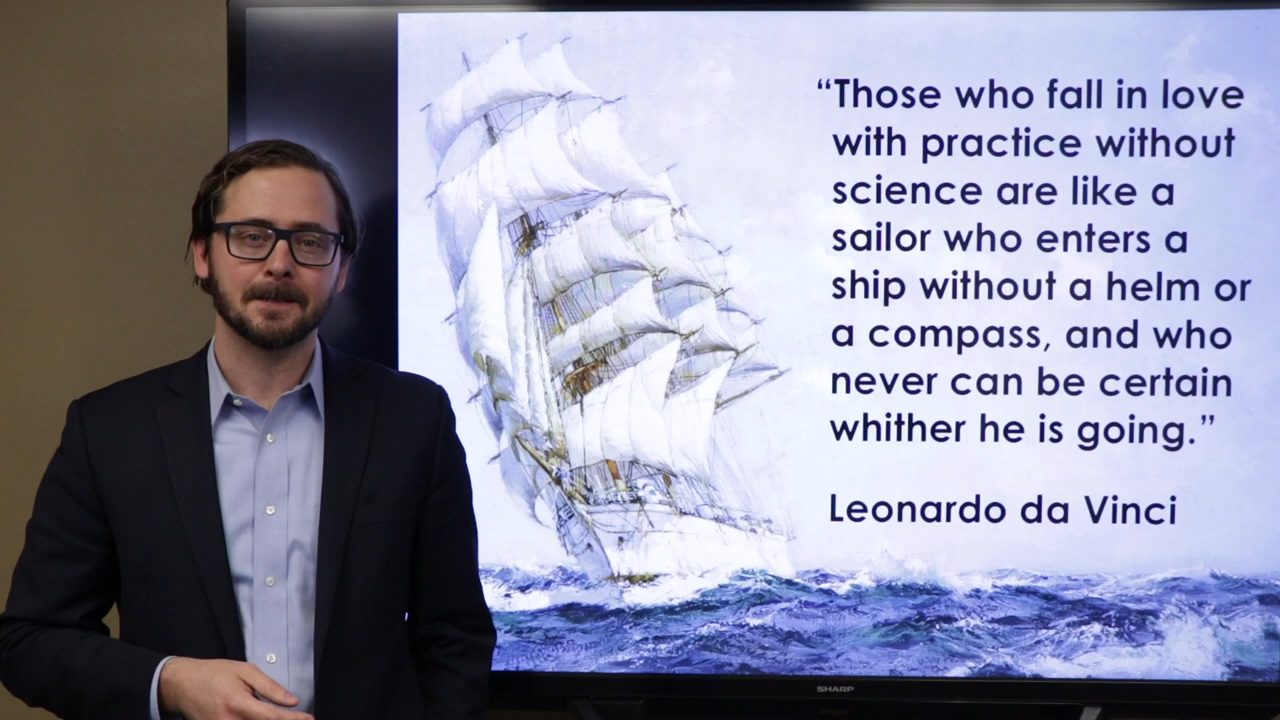 “Those who fall in love
with practice without
science are like a
sailor who enters a
ship without a helm or
a compass, and who
never can be certain
whither he is going.”
Leonardo da Vinci
SHARP